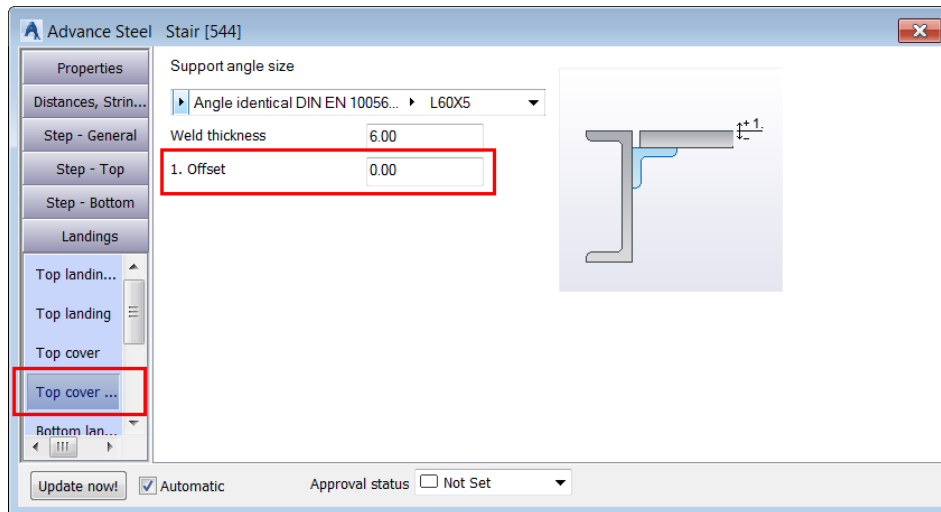 Advance Steel Stair [544]
Properties
Distances, Strin...
Step - General
Step - Top
Step - Bottom
Landings
Top landin...
Top landing
Top cover
Top cover ...
Bottom lan...
Support angle size
Angle identical DIN EN 10056... L60X5
Weld thickness 6.00
1. Offset 0.00
+ 1.
-
Update now! Automatic Approval status Not Set